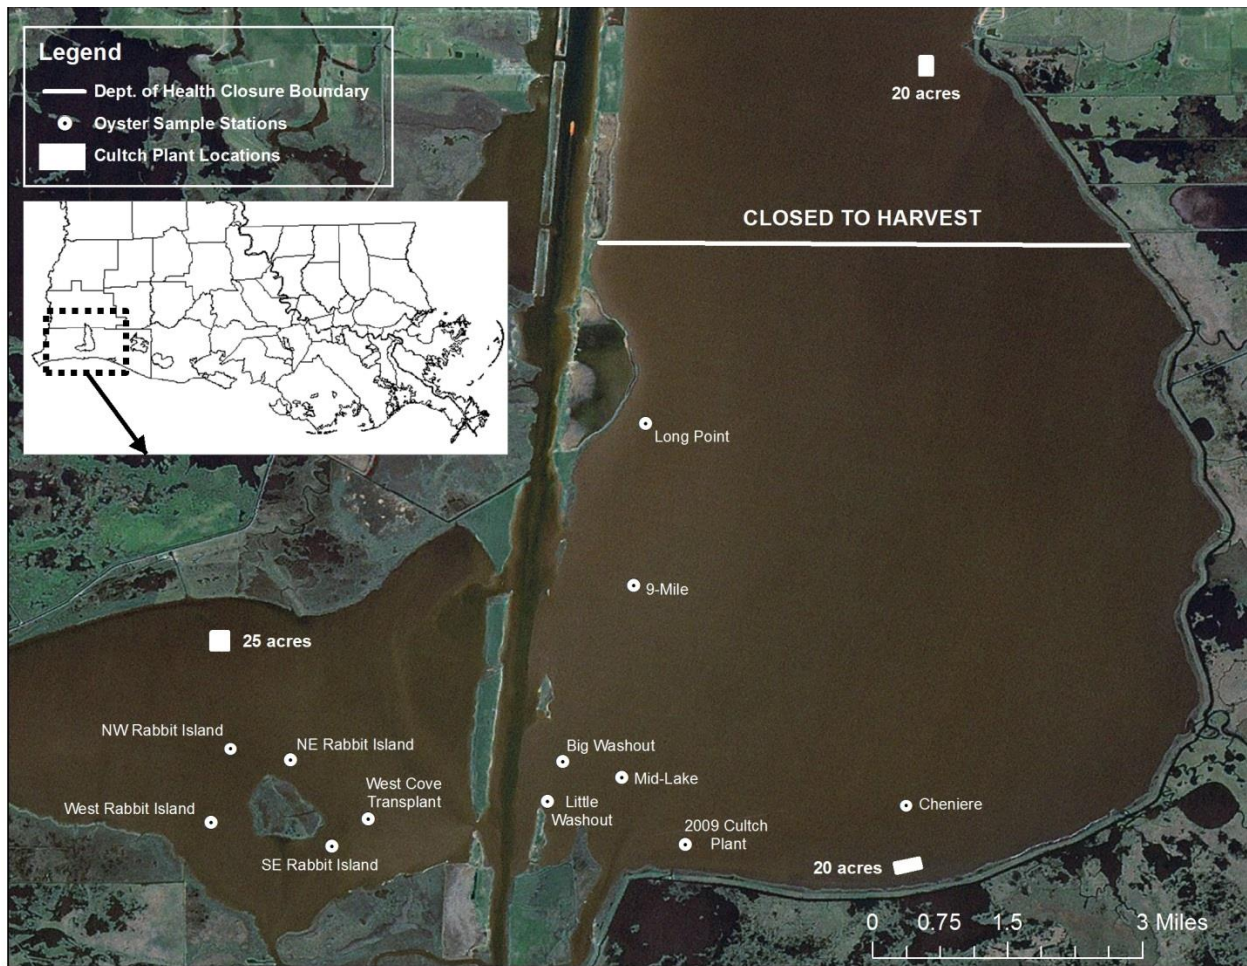 Legend
Dept. of Health Closure Boundary
Oyster Sample Stations
Cultch Plant Locations
20 acres
CLOSED TO HARVEST
Long Point
9-Mile
25 acres
NW Rabbit Island
NE Rabbit Island
Big Washout
West Cove
Transplant
Mid-Lake
West Rabbit Island
Little
Washout
Cheniere
2009 Cultch
Plant
SE Rabbit Island
20 acres
0 0.75 1.5 3 Miles